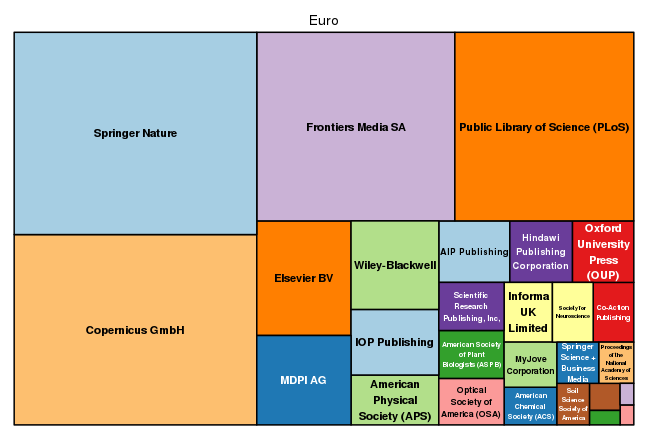 Euro
Springer Nature
Frontiers Media SA
Public Library of Science (PLoS)
Copernicus GmbH
Elsevier BV
MDPI AG
Wiley-Blackwell
IOP Publishing
American
Physical
Society (APS)
AIP Publishing
Hindawi
Publishing
Corporation
Oxford
University
Press
(OUP)
Scientific
Research
Publishing, Inc,
American Society
of Plant
Biologists (ASPB)
Optical
Society of
America (OSA)
Informa
UK
Limited
Society for
Neuroscience
Co-Action
Publishing
MyJove
Corporation
American
Chemical
Society (ACS)
Springer
Science +
Business
Media
Proceedings
of the
National
Academy of
Sciences
Soil
Science
Society of
America